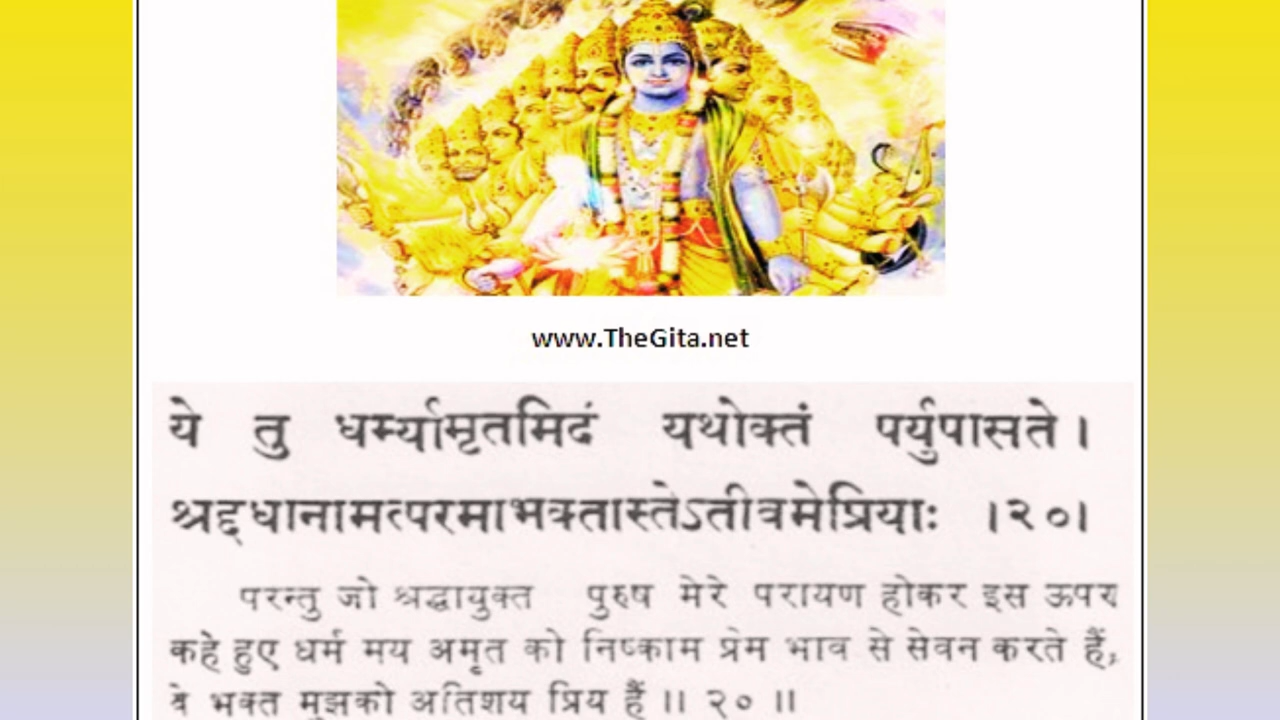 www.TheGita.net
ये तु धर्म्यामृतमिदं यथोक्तं पर्युपासते ।
श्रद्दधानामत्परमाभक्तास्तेऽतीवमेप्रियाः ।२०।
परन्तु जो श्रद्धायुक्त पुरुष मेरे परायण होकर इस ऊपर
कहे हुए धर्म मय अमृत को निष्काम प्रेम भाव से सेवन करते हैं,
वे भक्त मुझको अतिशय प्रिय हैं ॥ २० ॥